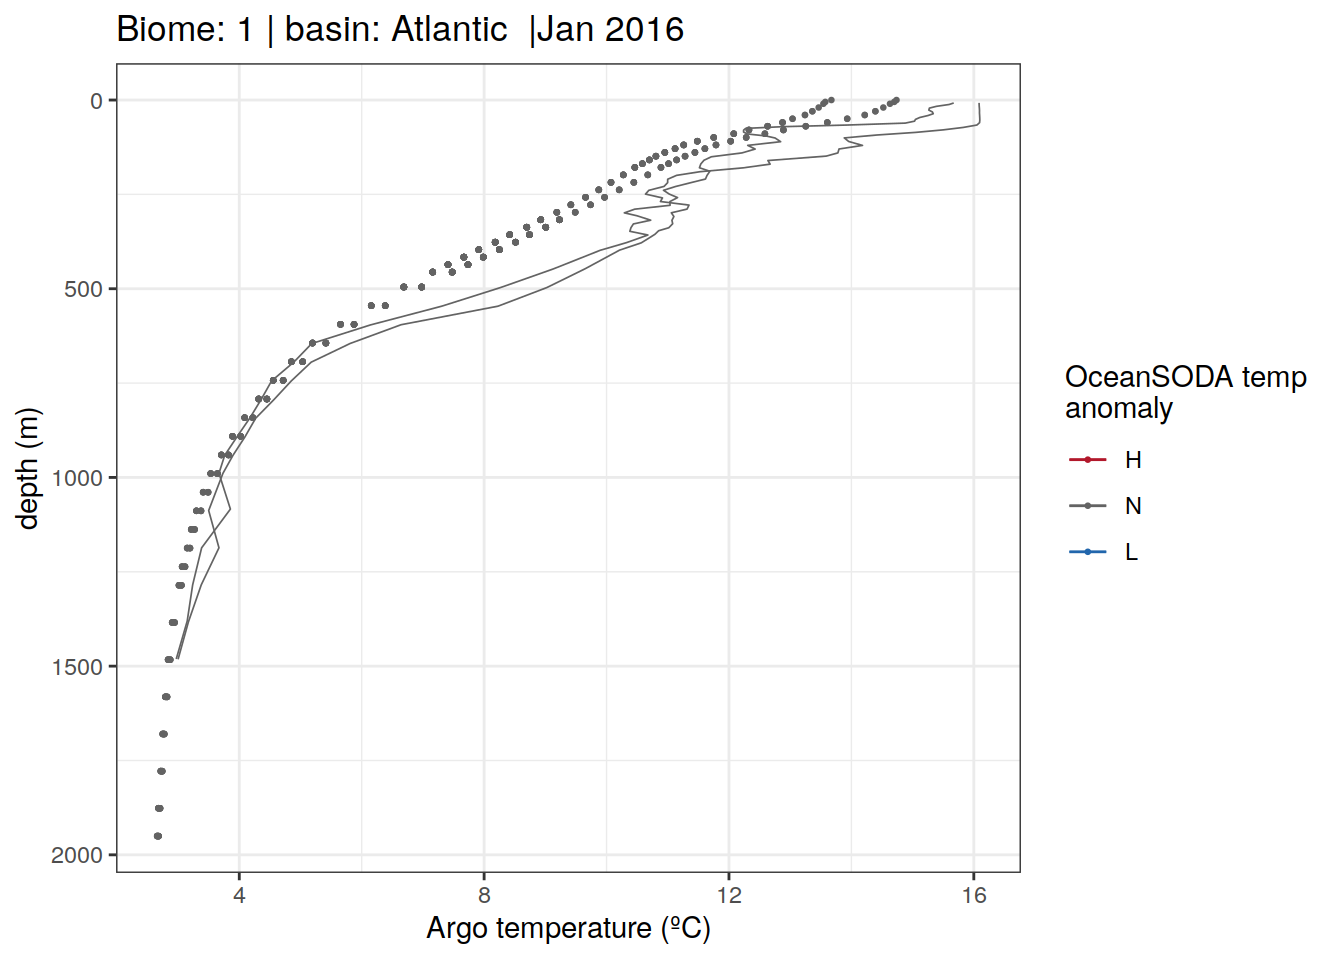 Biome: 1 | basin: Atlantic  |Jan 2016
0
500
1000
1500
2000
depth (m)
4
8
12
16
Argo temperature (ºC)
OceanSODA temp
anomaly
H
N
L